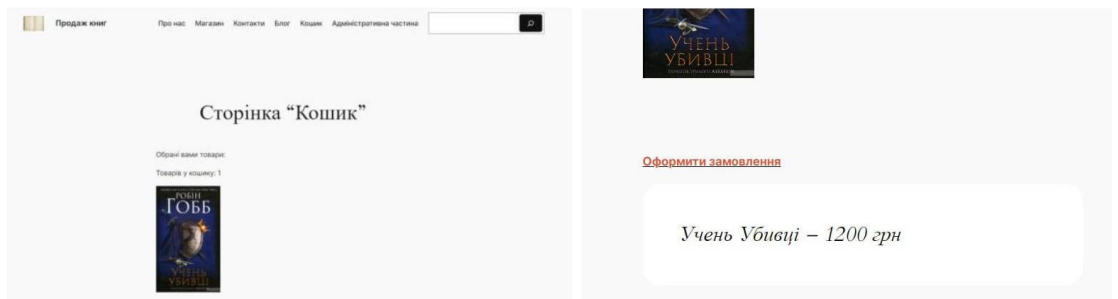 Продаж книг
Про нас Магазин Контакти Блог Кошик Адміністративна частина
Сторінка “Кошик”
Обрані вами товари:
Товарів у кошику: 1
РОБІН
ГОББ
УЧЕНЬ
УБИВЦІ
УЧЕНЬ
УБИВЦІ
Оформити замовлення
Учень Убивці – 1200 грн